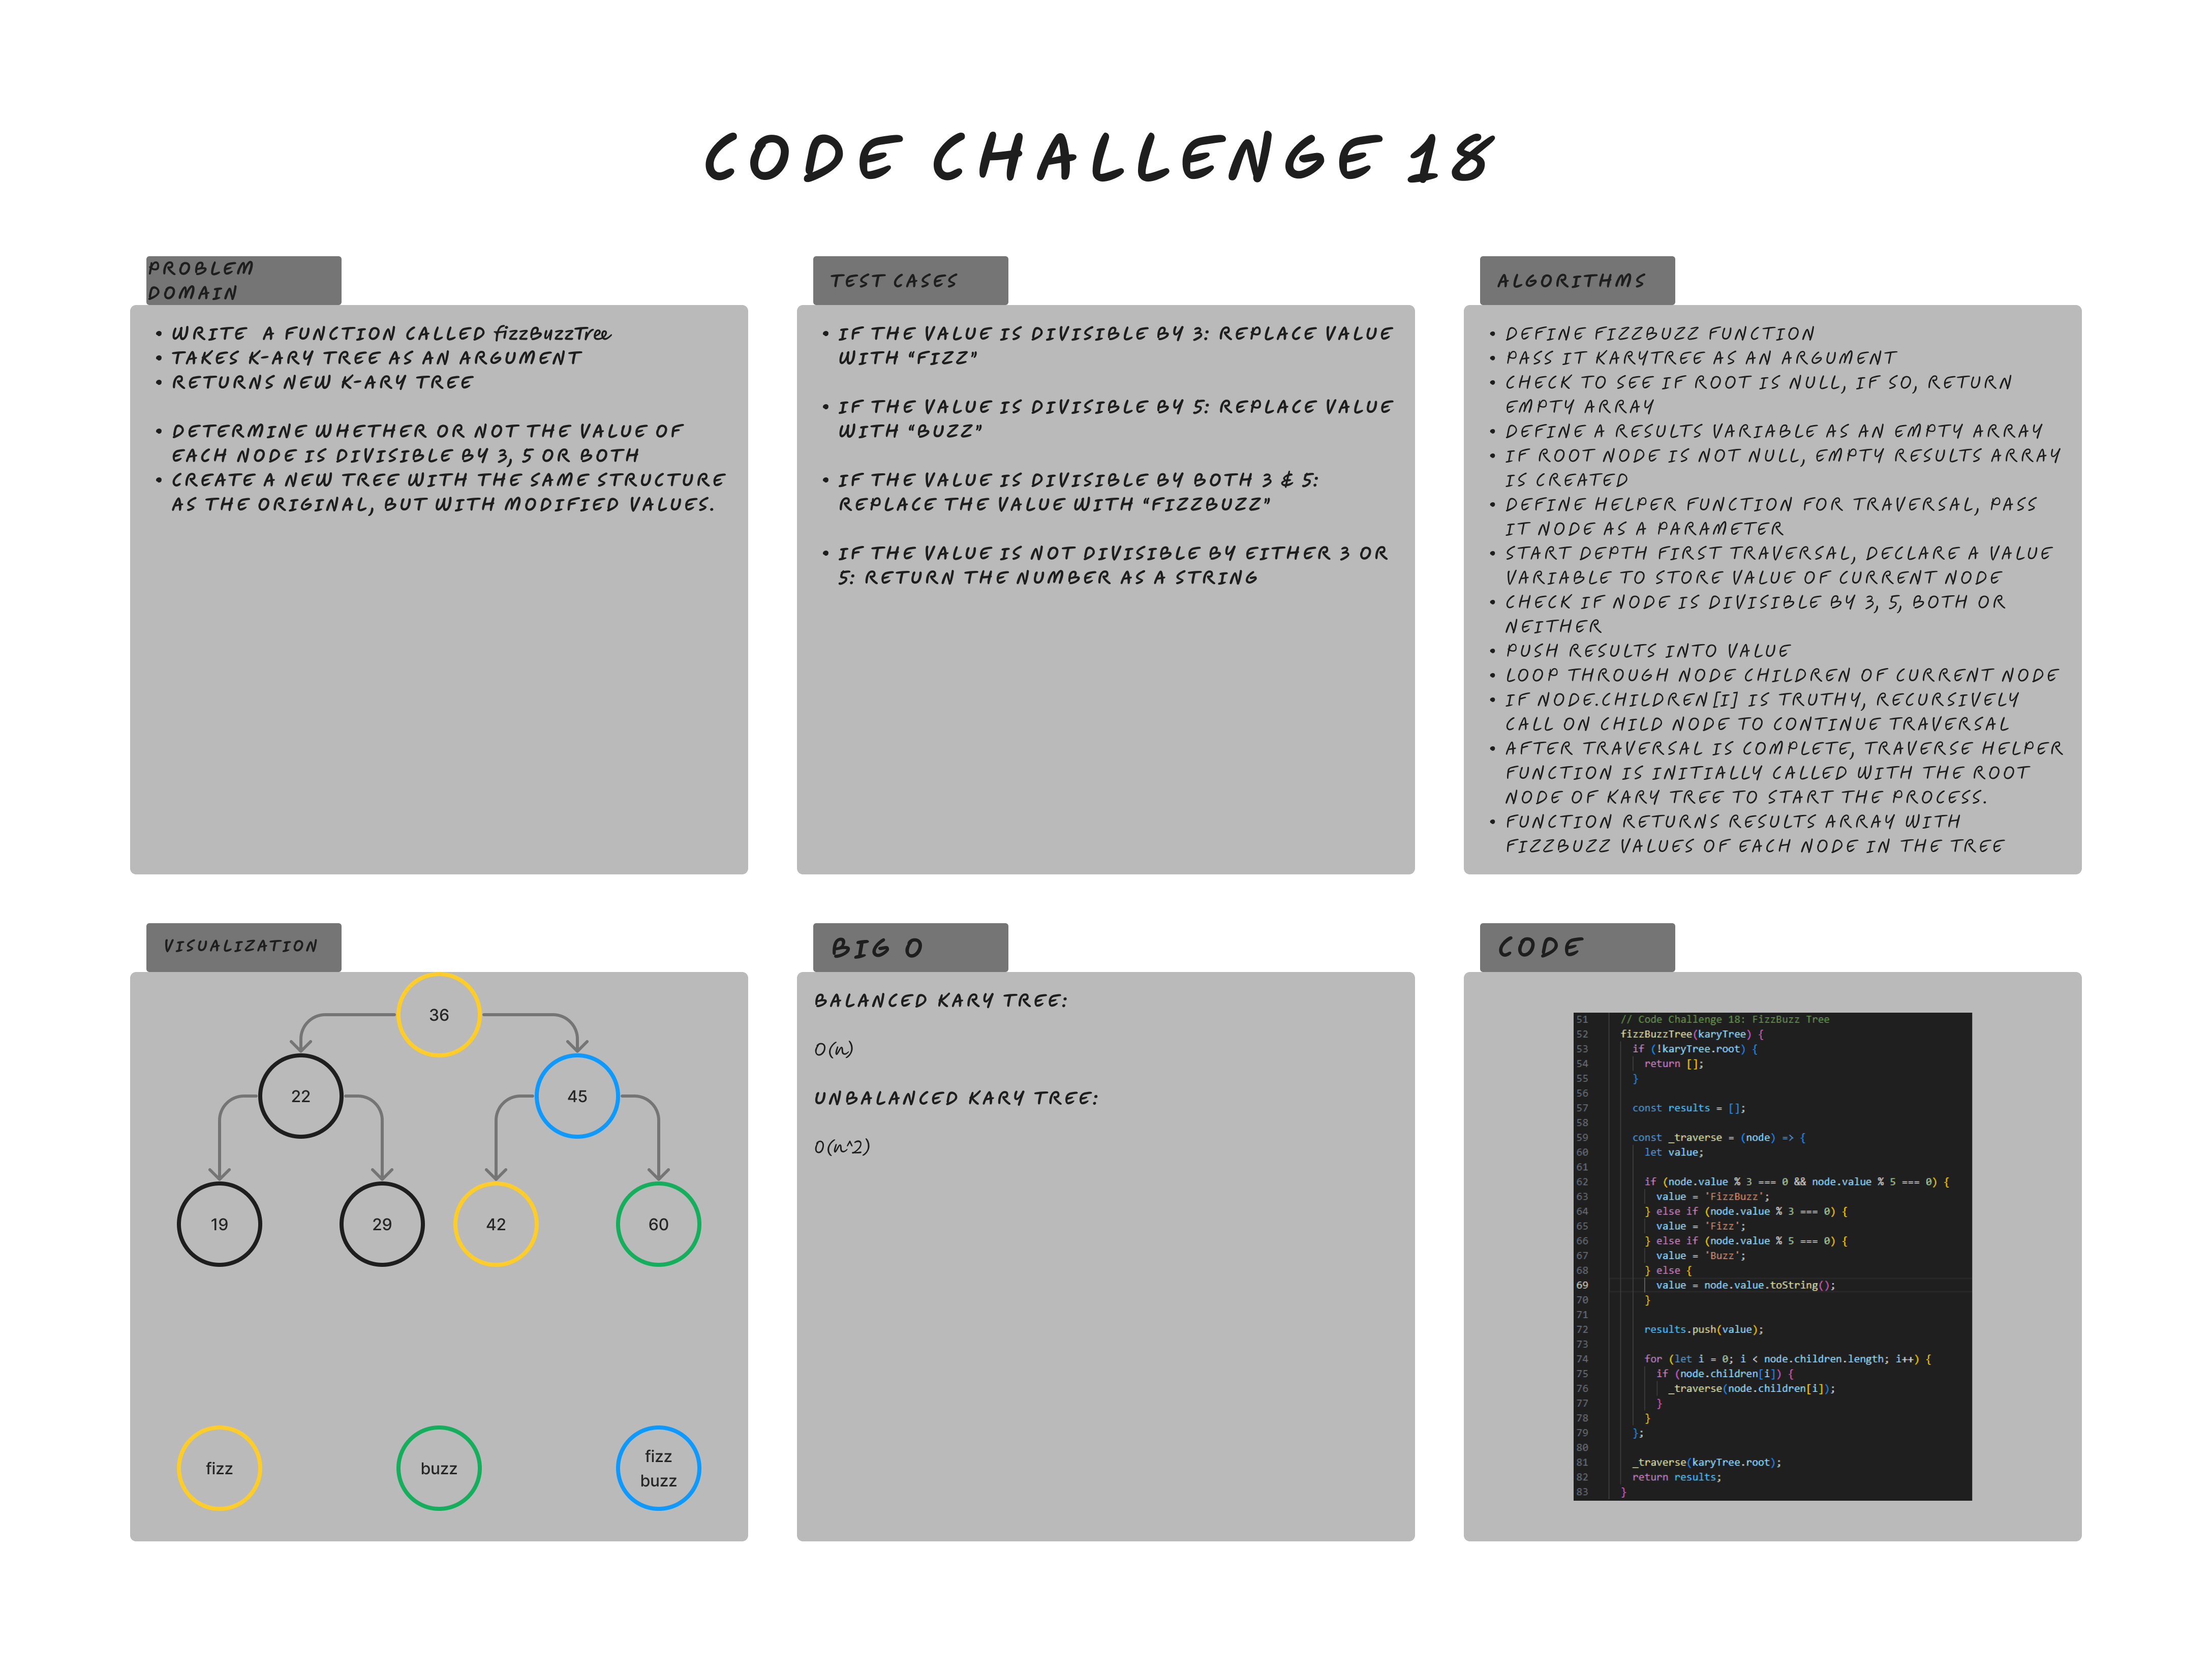 CODE CHALLENGE 18
PROBLEM
DOMAIN
• WRITE A FUNCTION CALLED fizzBuzzTree
• TAKES K-ARY TREE AS AN ARGUMENT
• RETURNS NEW K-ARY TREE
• DETERMINE WHETHER OR NOT THE VALUE OF
EACH NODE IS DIVISIBLE BY 3, 5 OR BOTH
• CREATE A NEW TREE WITH THE SAME STRUCTURE
AS THE ORIGINAL, BUT WITH MODIFIED VALUES.
TEST CASES
• IF THE VALUE IS DIVISIBLE BY 3: REPLACE VALUE
WITH "FIZZ"
• IF THE VALUE IS DIVISIBLE BY 5: REPLACE VALUE
WITH "BUZZ"
• IF THE VALUE IS DIVISIBLE BY BOTH 3 & 5:
REPLACE THE VALUE WITH "FIZZBUZZ"
• IF THE VALUE IS NOT DIVISIBLE BY EITHER 3 OR
5: RETURN THE NUMBER AS A STRING
ALGORITHMS
• DEFINE FIZZBUZZ FUNCTION
• PASS IT KARYTREE AS AN ARGUMENT
• CHECK TO SEE IF ROOT IS NULL, IF SO, RETURN
EMPTY ARRAY
• DEFINE A RESULTS VARIABLE AS AN EMPTY ARRAY
• IF ROOT NODE IS NOT NULL, EMPTY RESULTS ARRAY
IS CREATED
• DEFINE HELPER FUNCTION FOR TRAVERSAL, PASS
IT NODE AS A PARAMETER
• START DEPTH FIRST TRAVERSAL, DECLARE A VALUE
VARIABLE TO STORE VALUE OF CURRENT NODE
• CHECK IF NODE IS DIVISIBLE BY 3, 5, BOTH OR
NEITHER
• PUSH RESULTS INTO VALUE
• LOOP THROUGH NODE CHILDREN OF CURRENT NODE
• IF NODE.CHILDREN[I] IS TRUTHY, RECURSIVELY
CALL ON CHILD NODE TO CONTINUE TRAVERSAL
• AFTER TRAVERSAL IS COMPLETE, TRAVERSE HELPER
FUNCTION IS INITIALLY CALLED WITH THE ROOT
NODE OF KARY TREE TO START THE PROCESS.
• FUNCTION RETURNS RESULTS ARRAY WITH
FIZZBUZZ VALUES OF EACH NODE IN THE TREE
VISUALIZATION
36
22
45
19
29
42
60
fizz
buzz
fizz
buzz
BIG O
BALANCED KARY TREE:
O(n)
UNBALANCED KARY TREE:
O(n^2)
CODE
51 // Code Challenge 18: FizzBuzz Tree
52 fizzBuzzTree(karyTree) {
53 if (!karyTree.root) {
54 return [];
55 }
56
57 const results = [];
58
59 const _traverse = (node) => {
60 let value;
61
62 if (node.value % 3 === 0 && node.value % 5 === 0) {
63 value = 'FizzBuzz';
64 } else if (node.value % 3 === 0) {
65 value = 'Fizz';
66 } else if (node.value % 5 === 0) {
67 value = 'Buzz';
68 } else {
69 value = node.value.toString();
70 }
71
72 results.push(value);
73
74 for (let i = 0; i < node.children.length; i++) {
75 if (node.children[i]) {
76 _traverse(node.children[i]);
77 }
78 }
79 };
80
81 _traverse(karyTree.root);
82 return results;
83 }